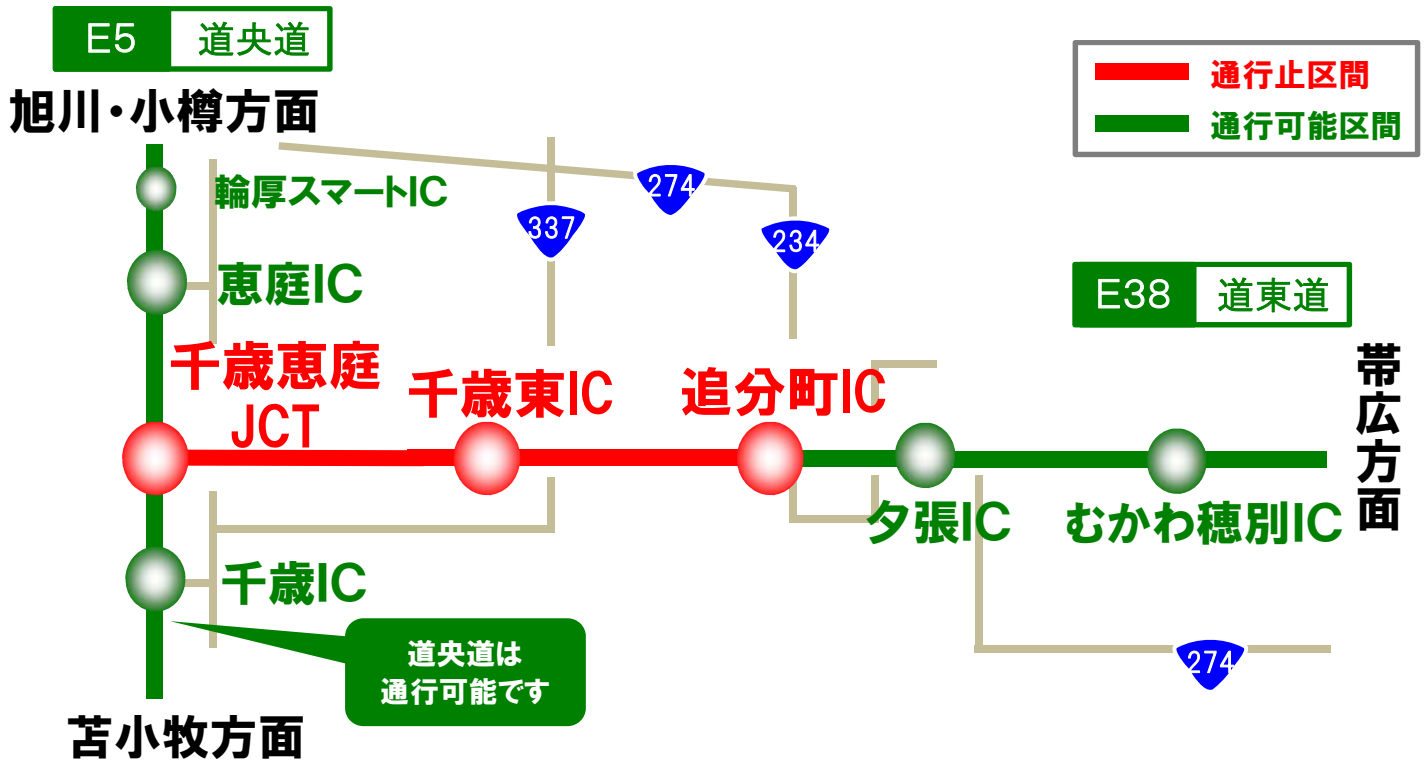 E5 道央道
旭川・小樽方面
通行止区間
通行可能区間
輪厚スマートIC
274
337
234
恵庭IC
E38 道東道
千歳恵庭
JCT
千歳東IC
追分町IC
帯広方面
夕張IC
むかわ穂別IC
千歳IC
道央道は
通行可能です
274
苫小牧方面